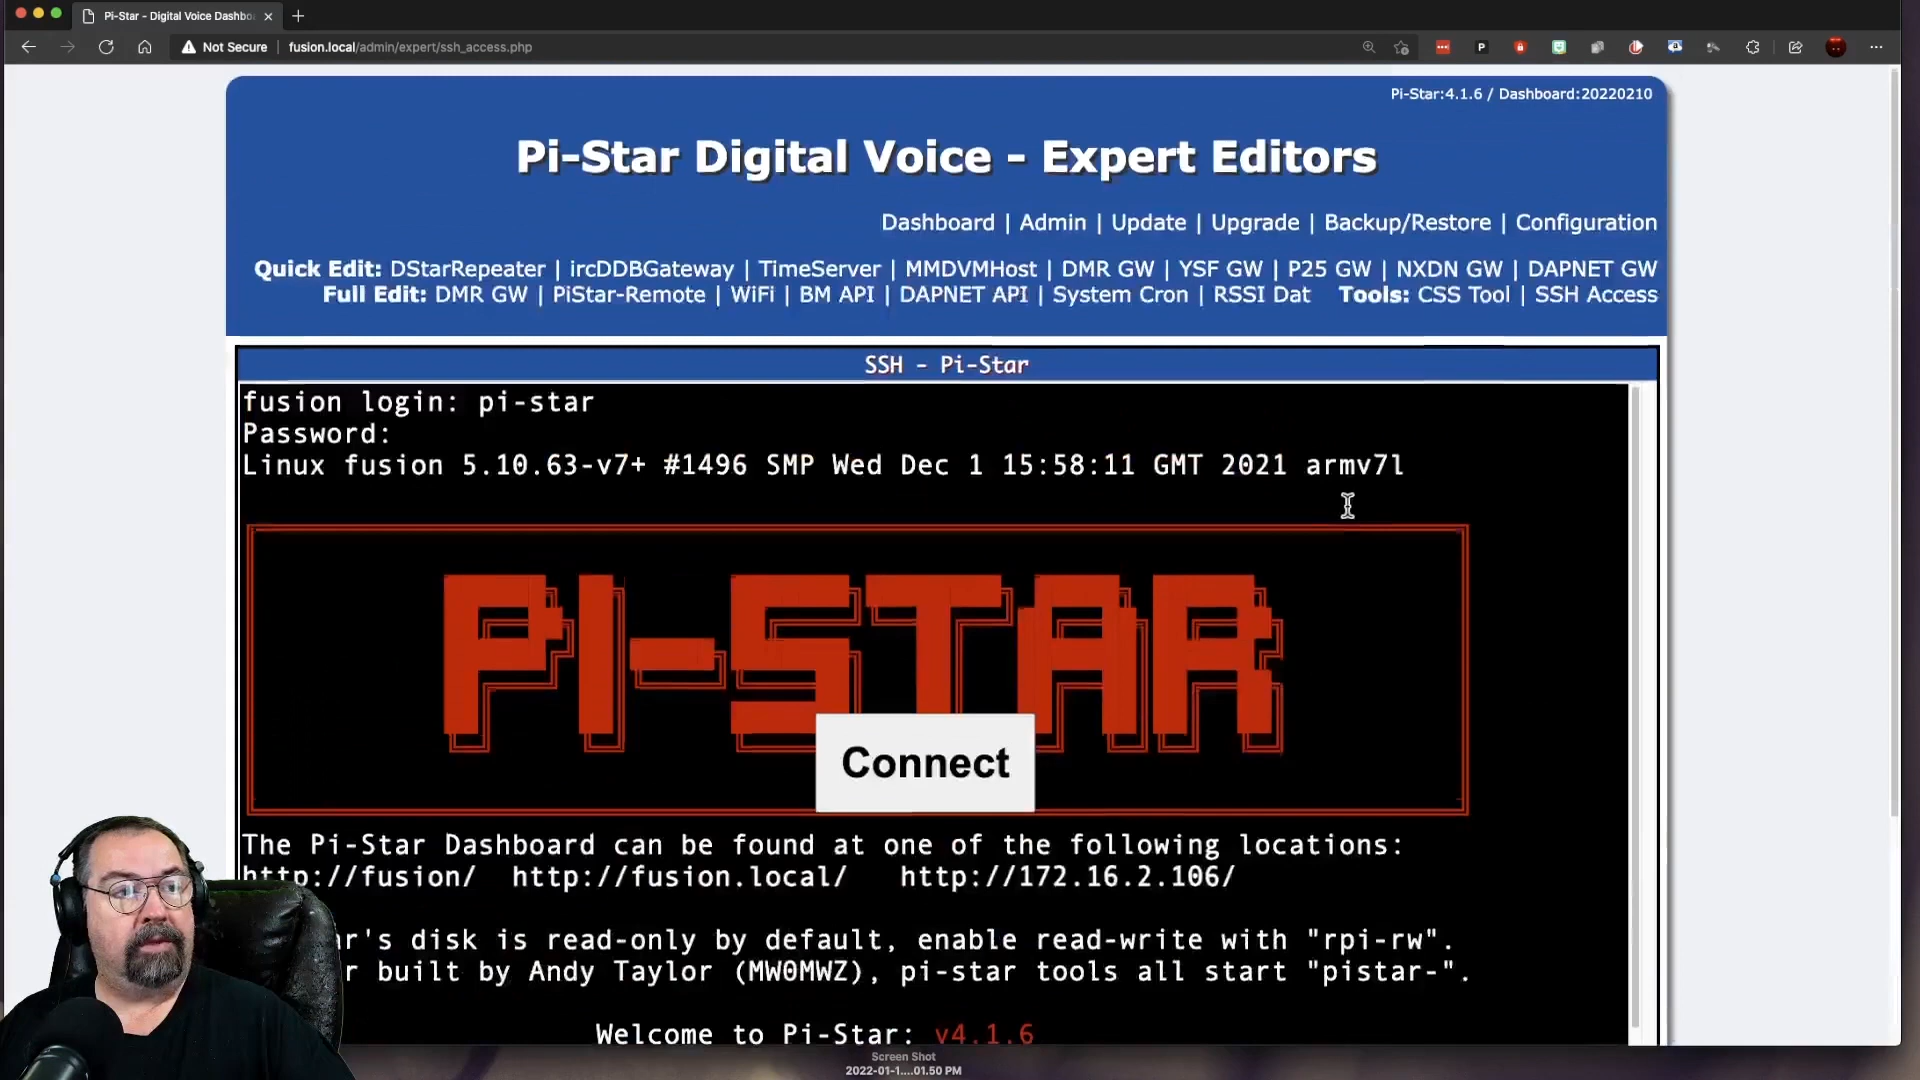 Pi-Star - Digital Voice Dashbo
Not Secure fusion.local/admin/expert/ssh_access.php
Pi-Star:4.1.6 / Dashboard:20220210
Pi-Star Digital Voice - Expert Editors
Dashboard | Admin | Update | Upgrade | Backup/Restore | Configuration
Quick Edit: DStarRepeater | ircDDBGateway | TimeServer | MMDVMHost | DMR GW | YSF GW | P25 GW | NXDN GW | DAPNET GW
Full Edit: DMR GW | PiStar-Remote | WiFi | BM API | DAPNET API | System Cron | RSSI Dat Tools: CSS Tool | SSH Access
SSH - Pi-Star
fusion login: pi-star
Password:
Linux fusion 5.10.63-v7+ #1496 SMP Wed Dec 1 15:58:11 GMT 2021 armv7l
PI-STAR
Connect
The Pi-Star Dashboard can be found at one of the following locations:
http://fusion/ http://fusion.local/ http://172.16.2.106/
ar's disk is read-only by default, enable read-write with "rpi-rw".
r built by Andy Taylor (MW0MWZ), pi-star tools all start "pistar-".
Welcome to Pi-Star: v4.1.6
Screen Shot
2022-01-1....01.50 PM